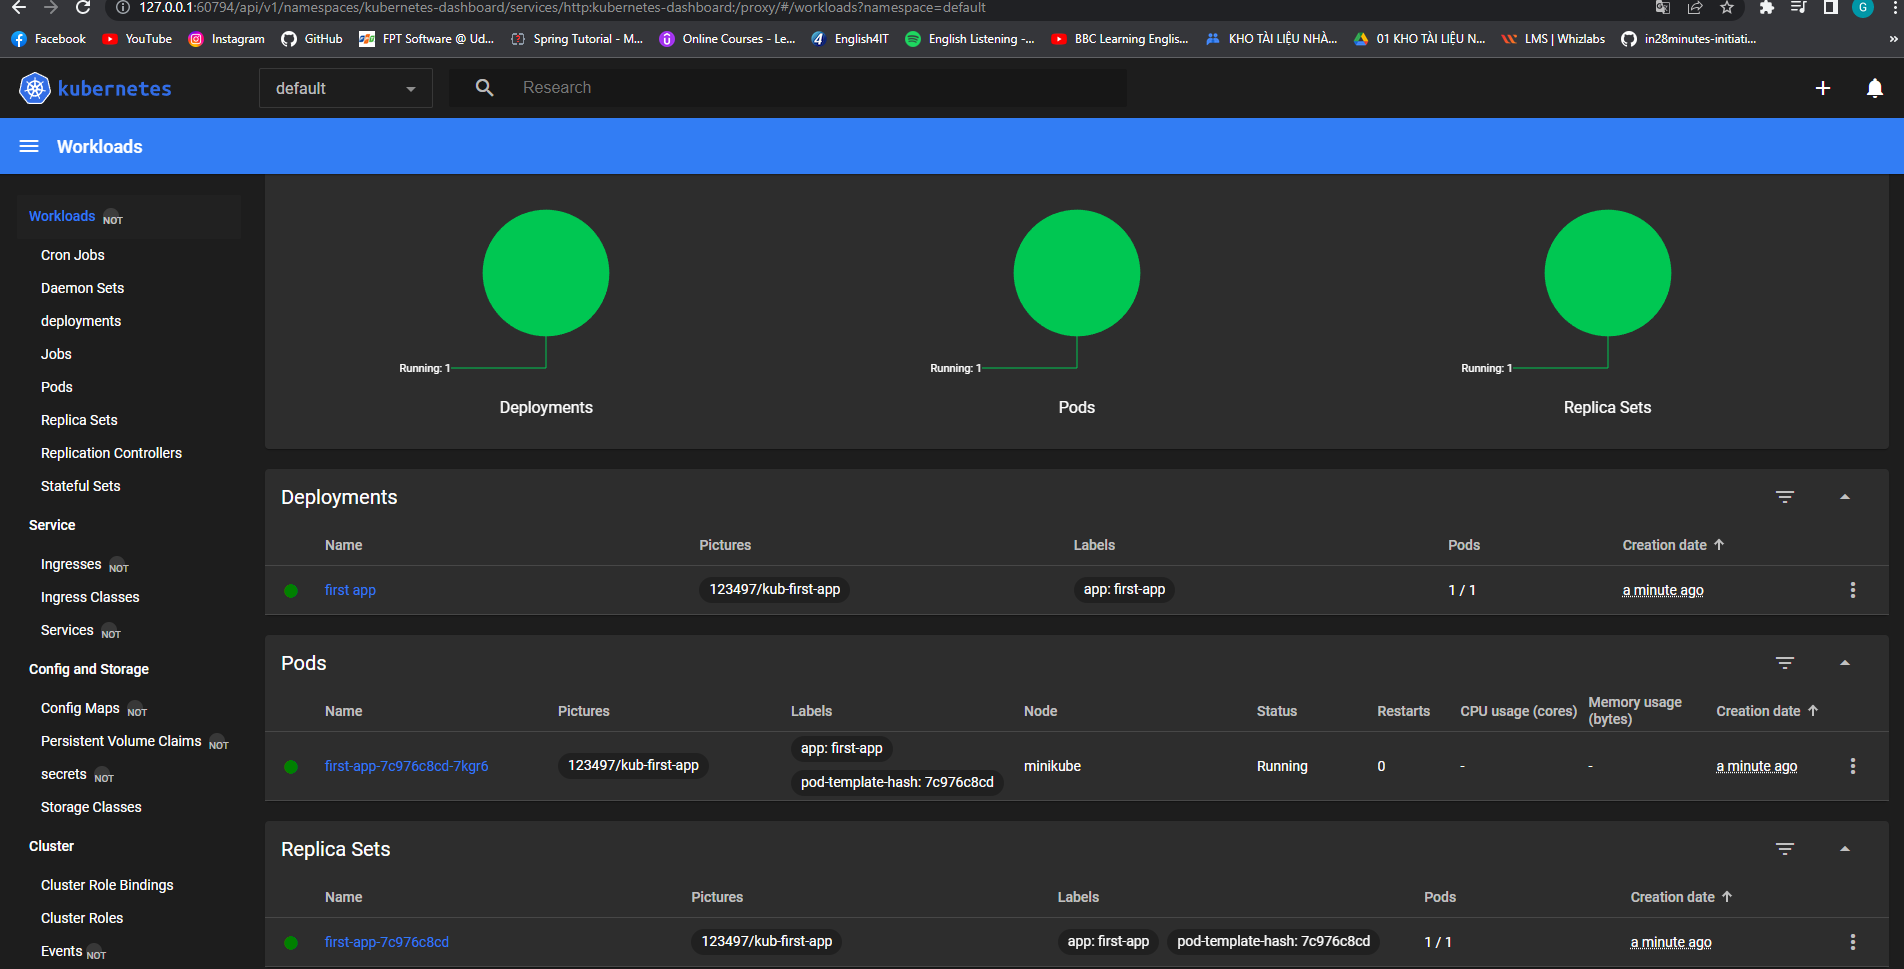 127.0.0.1:60794/api/v1/namespaces/kubernetes-dashboard/services/http:kubernetes-dashboard:/proxy/#/workloads?namespace=default
G
Facebook YouTube Instagram GitHub FPT Software @ Ud... Spring Tutorial - M... Online Courses - Le... English4IT English Listening -... BBC Learning Englis... KHO TÀI LIỆU NHÀ... 01 KHO TÀI LIỆU N... LMS | Whizlabs in28minutes-initiati... »
kubernetes default Research
Workloads
Workloads NOT
Cron Jobs
Daemon Sets
deployments
Jobs
Pods
Replica Sets
Replication Controllers
Stateful Sets
Service
Ingresses NOT
Ingress Classes
Services NOT
Config and Storage
Config Maps NOT
Persistent Volume Claims NOT
secrets NOT
Storage Classes
Cluster
Cluster Role Bindings
Cluster Roles
Events NOT
Running: 1 Running: 1 Running: 1
Deployments Pods Replica Sets
Deployments
Name Pictures Labels Pods Creation date
first app 123497/kub-first-app app: first-app 1 / 1 a minute ago
Pods
Name Pictures Labels Node Status Restarts CPU usage (cores) Memory usage (bytes) Creation date
first-app-7c976c8cd-7kgr6 123497/kub-first-app app: first-app pod-template-hash: 7c976c8cd minikube Running 0 - - a minute ago
Replica Sets
Name Pictures Labels Pods Creation date
first-app-7c976c8cd 123497/kub-first-app app: first-app pod-template-hash: 7c976c8cd 1 / 1 a minute ago